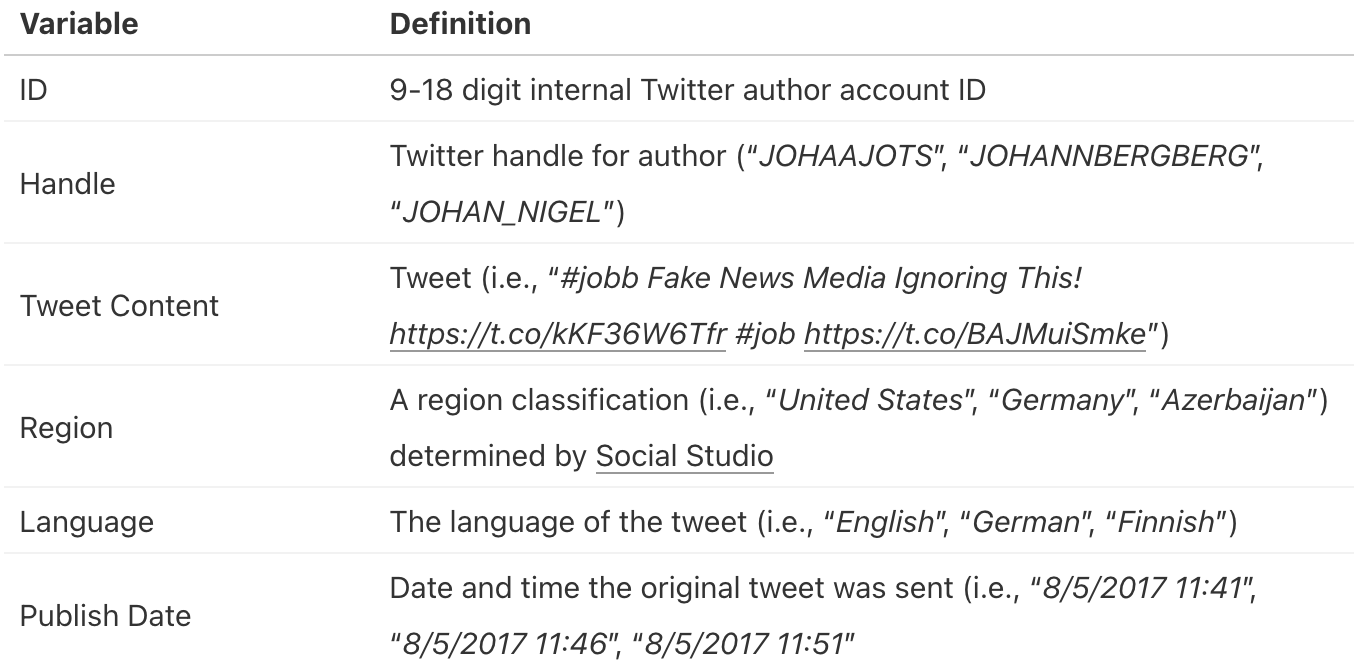 Variable Definition
ID 9-18 digit internal Twitter author account ID
Handle Twitter handle for author (“JOHAAJOTS”, “JOHANNBERGBERG”,
“JOHAN_NIGEL”)
Tweet Content Tweet (i.e., “#jobb Fake News Media Ignoring This!
https://t.co/kKF36W6Tfr #job https://t.co/BAJMuiSmke”)
Region A region classification (i.e., “United States”, “Germany”, “Azerbaijan”)
determined by Social Studio
Language The language of the tweet (i.e., “English”, “German”, “Finnish”)
Publish Date Date and time the original tweet was sent (i.e., “8/5/2017 11:41”,
“8/5/2017 11:46”, “8/5/2017 11:51”